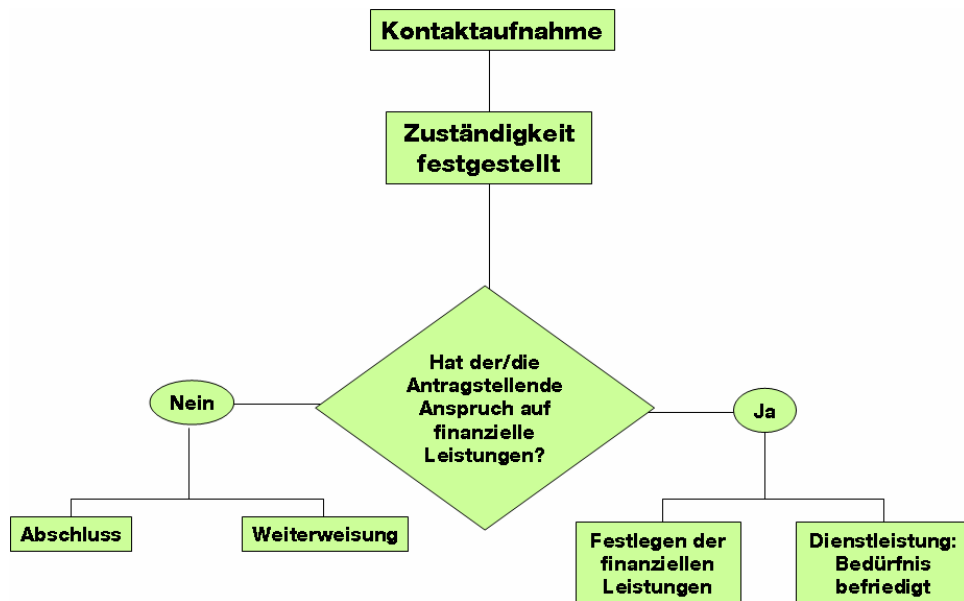 Kontaktaufnahme
Zuständigkeit
festgestellt
Hat der/die
Antragstellende
Anspruch auf
finanzielle
Leistungen?
Nein
Ja
Abschluss
Weiterweisung
Festlegen der
finanziellen
Leistungen
Dienstleistung:
Bedürfnis
befriedigt